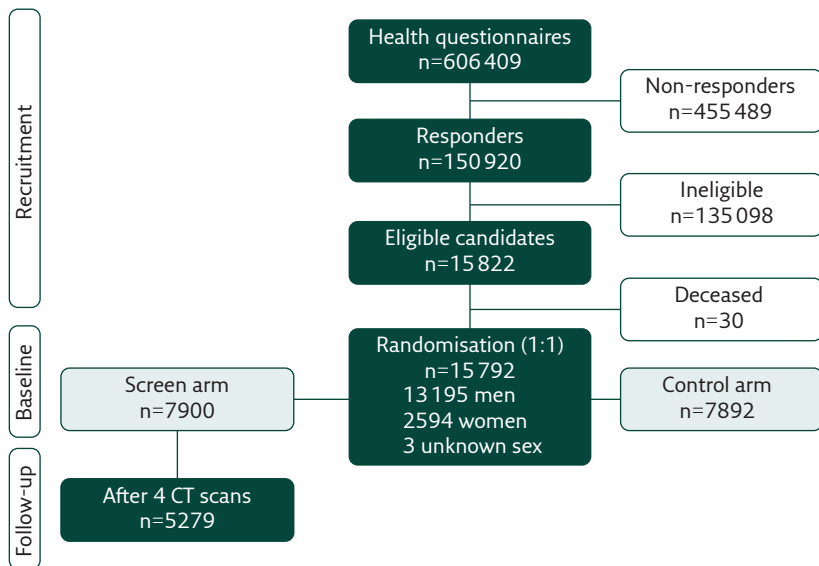 Recruitment
Health questionnaires
n=606 409
Non-responders
n=455 489
Responders
n=150 920
Ineligible
n=135 098
Eligible candidates
n=15 822
Deceased
n=30
Baseline
Randomisation (1:1)
n=15 792
13 195 men
2594 women
3 unknown sex
Screen arm
n=7900
Control arm
n=7892
Follow-up
After 4 CT scans
n=5279